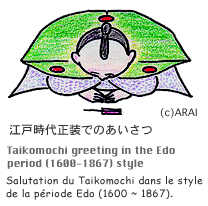 (c)ARAI
江戸時代正装でのあいさつ
Taikomochi greeting in the Edo
period (1600-1867) style
Salutation du Taikomochi dans le style
de la période Edo (1600 ~ 1867).